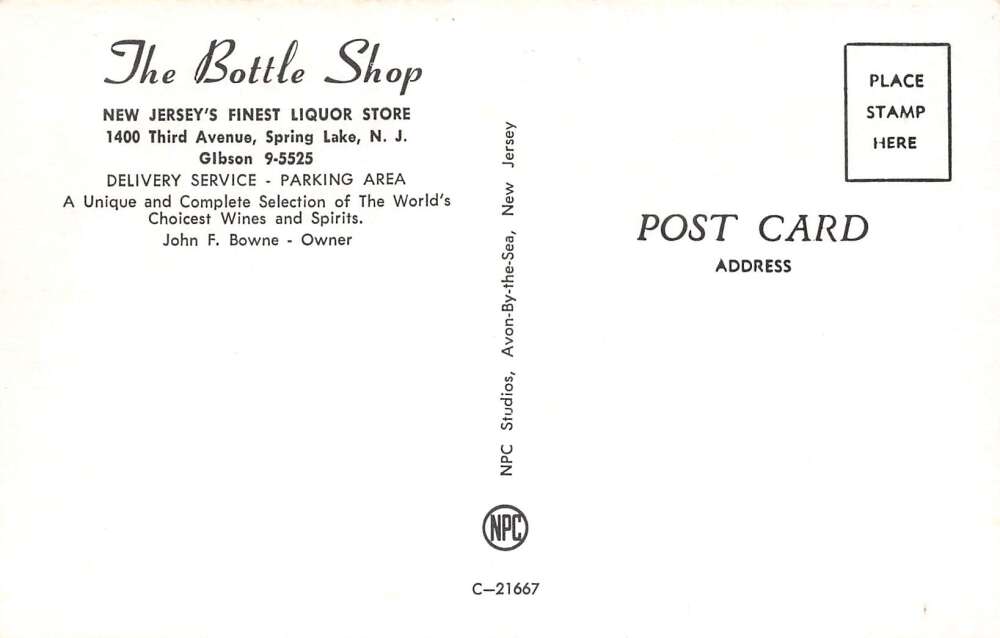 The Bottle Shop
NEW JERSEY'S FINEST LIQUOR STORE
1400 Third Avenue, Spring Lake, N. J.
GIbson 9-5525
DELIVERY SERVICE - PARKING AREA
A Unique and Complete Selection of The World's
Choicest Wines and Spirits.
John F. Bowne - Owner
NPC Studios, Avon-By-the-Sea, New Jersey
NPC
C-21667
PLACE
STAMP
HERE
POST CARD
ADDRESS